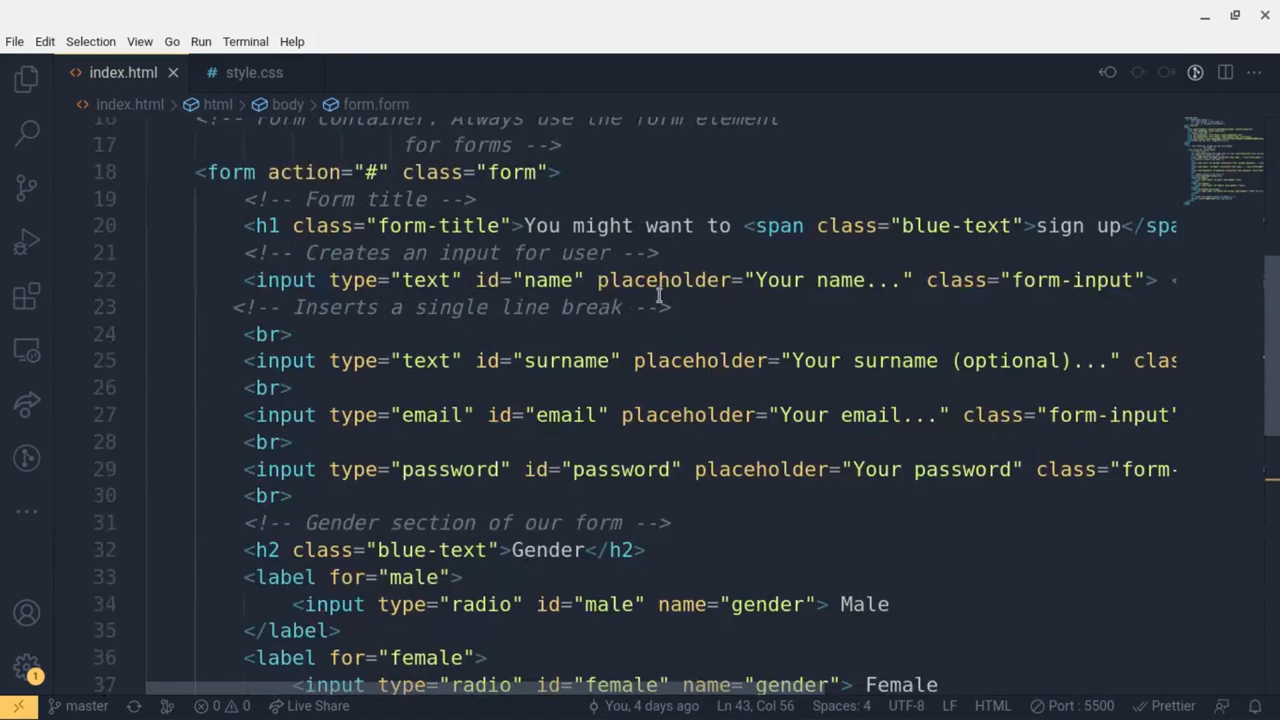 File Edit Selection View Go Run Terminal Help
index.html style.css
index.html > html > body > form.form
16 <!-- Form container. Always use the form element
17 for forms -->
18 <form action="#" class="form">
19 <!-- Form title -->
20 <h1 class="form-title">You might want to <span class="blue-text">sign up</spa
21 <!-- Creates an input for user -->
22 <input type="text" id="name" placeholder="Your name..." class="form-input"> <
23 <!-- Inserts a single line break -->
24 <br>
25 <input type="text" id="surname" placeholder="Your surname (optional)..." clas
26 <br>
27 <input type="email" id="email" placeholder="Your email..." class="form-input"
28 <br>
29 <input type="password" id="password" placeholder="Your password" class="form-
30 <br>
31 <!-- Gender section of our form -->
32 <h2 class="blue-text">Gender</h2>
33 <label for="male">
34 <input type="radio" id="male" name="gender"> Male
35 </label>
36 <label for="female">
37 <input type="radio" id="female" name="gender"> Female
1
master 0 0 Live Share You, 4 days ago Ln 43, Col 56 Spaces: 4 UTF-8 LF HTML Port : 5500 Prettier